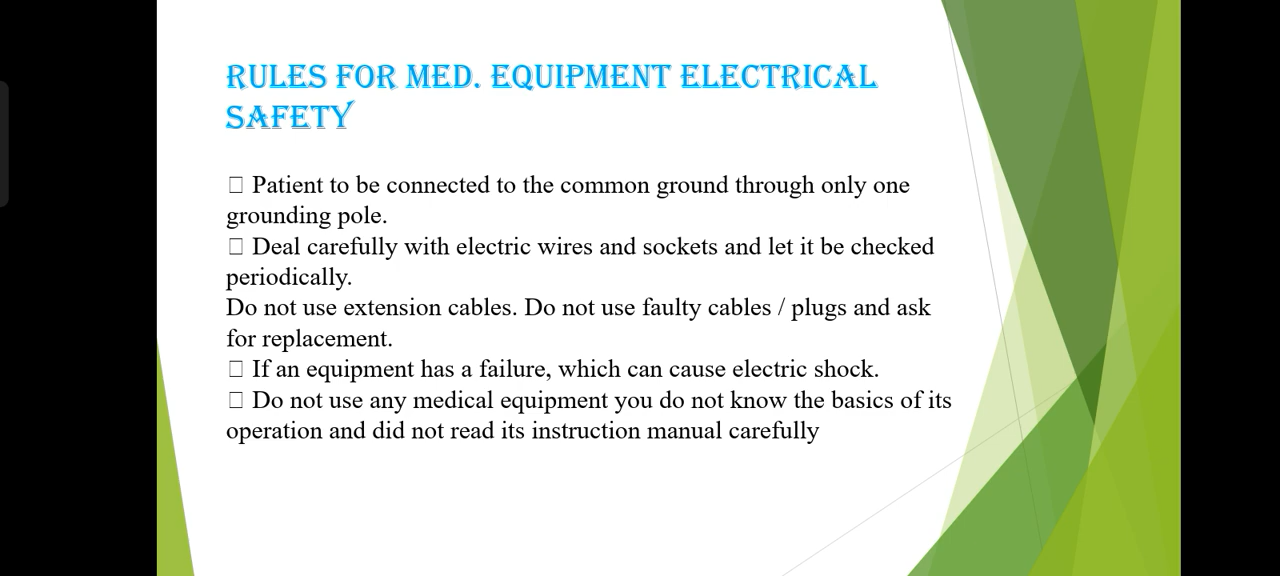 RULES FOR MED. EQUIPMENT ELECTRICAL
SAFETY
□ Patient to be connected to the common ground through only one
grounding pole.
□ Deal carefully with electric wires and sockets and let it be checked
periodically.
Do not use extension cables. Do not use faulty cables / plugs and ask
for replacement.
□ If an equipment has a failure, which can cause electric shock.
□ Do not use any medical equipment you do not know the basics of its
operation and did not read its instruction manual carefully